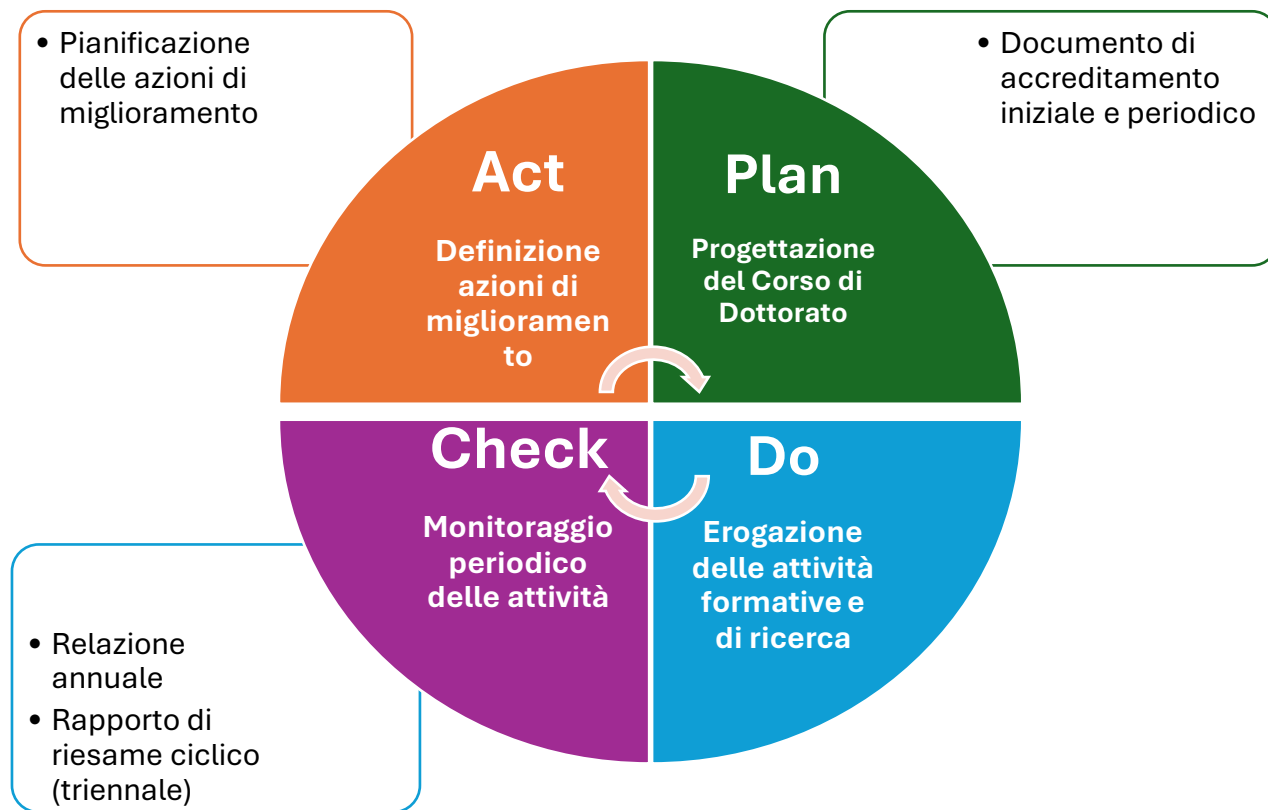 • Pianificazione
delle azioni di
miglioramento
• Documento di
accreditamento
iniziale e periodico
Act
Definizione
azioni di
miglioramen
to
Plan
Progettazione
del Corso di
Dottorato
Check
Monitoraggio
periodico
delle attività
Do
Erogazione
delle attività
formative e
di ricerca
• Relazione
annuale
• Rapporto di
riesame ciclico
(triennale)